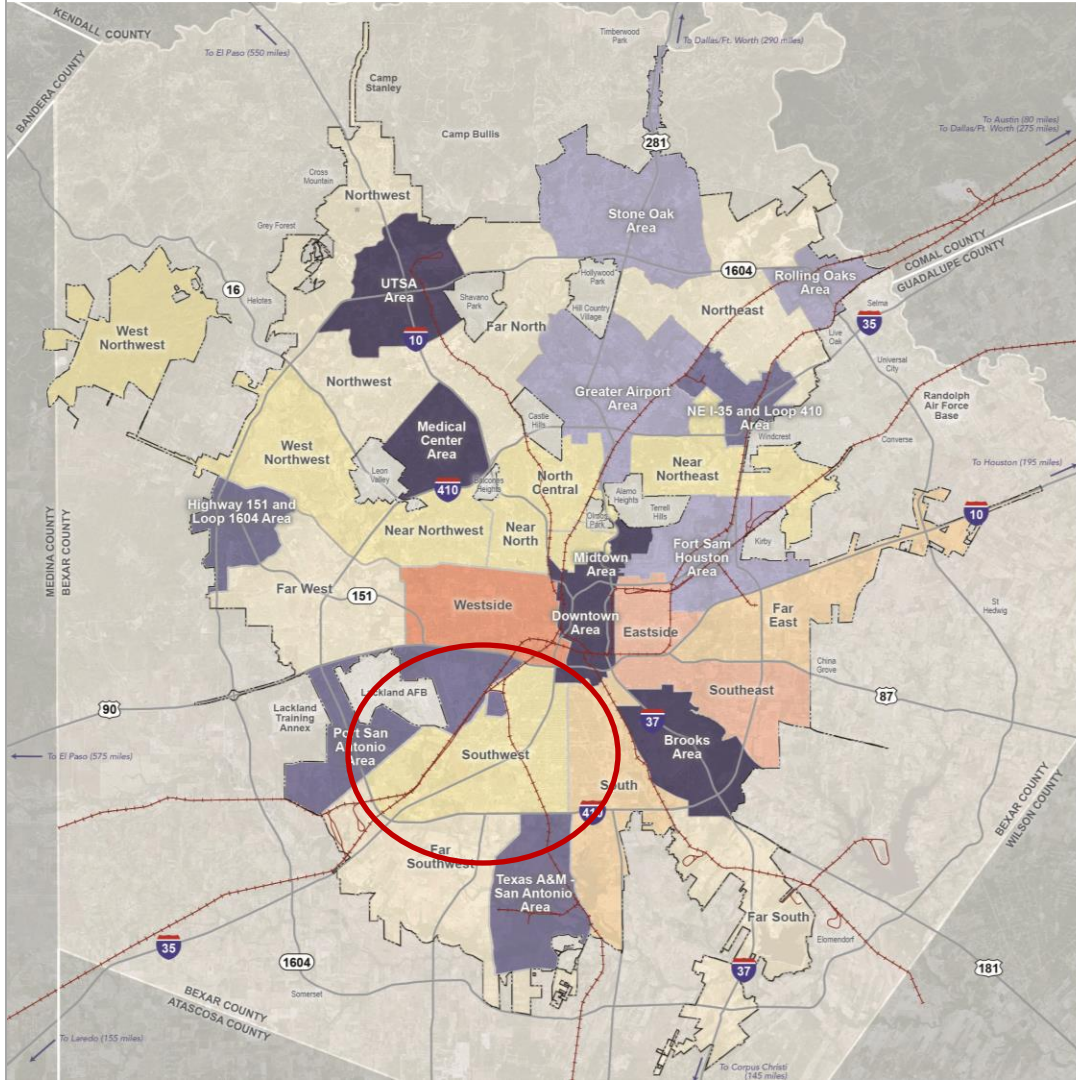 KENDALL COUNTY
BANDERA COUNTY
To El Paso (550 miles)
Timberwood
Park
To Dallas/Ft. Worth (290 miles)
Camp
Stanley
Camp Bullis
281
To Austin (80 miles)
To Dallas/Ft. Worth (275 miles)
Cross
Mountain
Northwest
Grey Forest
Stone Oak
Area
COMAL COUNTY
GUADALUPE COUNTY
1604
Rolling Oaks
Area
Hollywood
Park
UTSA
Area
16
Helotes
Shavano
Park
Hill Country
Village
Northeast
Selma
35
West
Northwest
Far North
10
Live
Oak
Universal
City
Northwest
Greater Airport
Area
NE I-35 and Loop 410
Area
Randolph
Air Force
Base
Castle
Hills
Medical
Center
Area
Windcrest
Converse
West
Northwest
Leon
Valley
North
Central
Near
Northeast
To Houston (195 miles)
Balcones
Heights
410
Alamo
Heights
Terrell
Hills
Olmos
Park
Highway 151 and
Loop 1604 Area
10
Near Northwest
Near
North
Fort Sam
Houston
Area
Kirby
Midtown
Area
MEDINA COUNTY
BEXAR COUNTY
Far West
151
Westside
Downtown
Area
Eastside
Far
East
St
Hedwig
China
Grove
Southeast
87
Lackland AFB
90
Lackland
Training
Annex
37
Port San
Antonio
Area
Brooks
Area
To El Paso (575 miles)
Southwest
South
410
BEXAR COUNTY
WILSON COUNTY
Far
Southwest
Texas A&M -
San Antonio
Area
Far South
35
Elomendorf
1604
37
181
Somerset
BEXAR COUNTY
ATASCOSA COUNTY
To Laredo (155 miles)
To Corpus Christi
(145 miles)